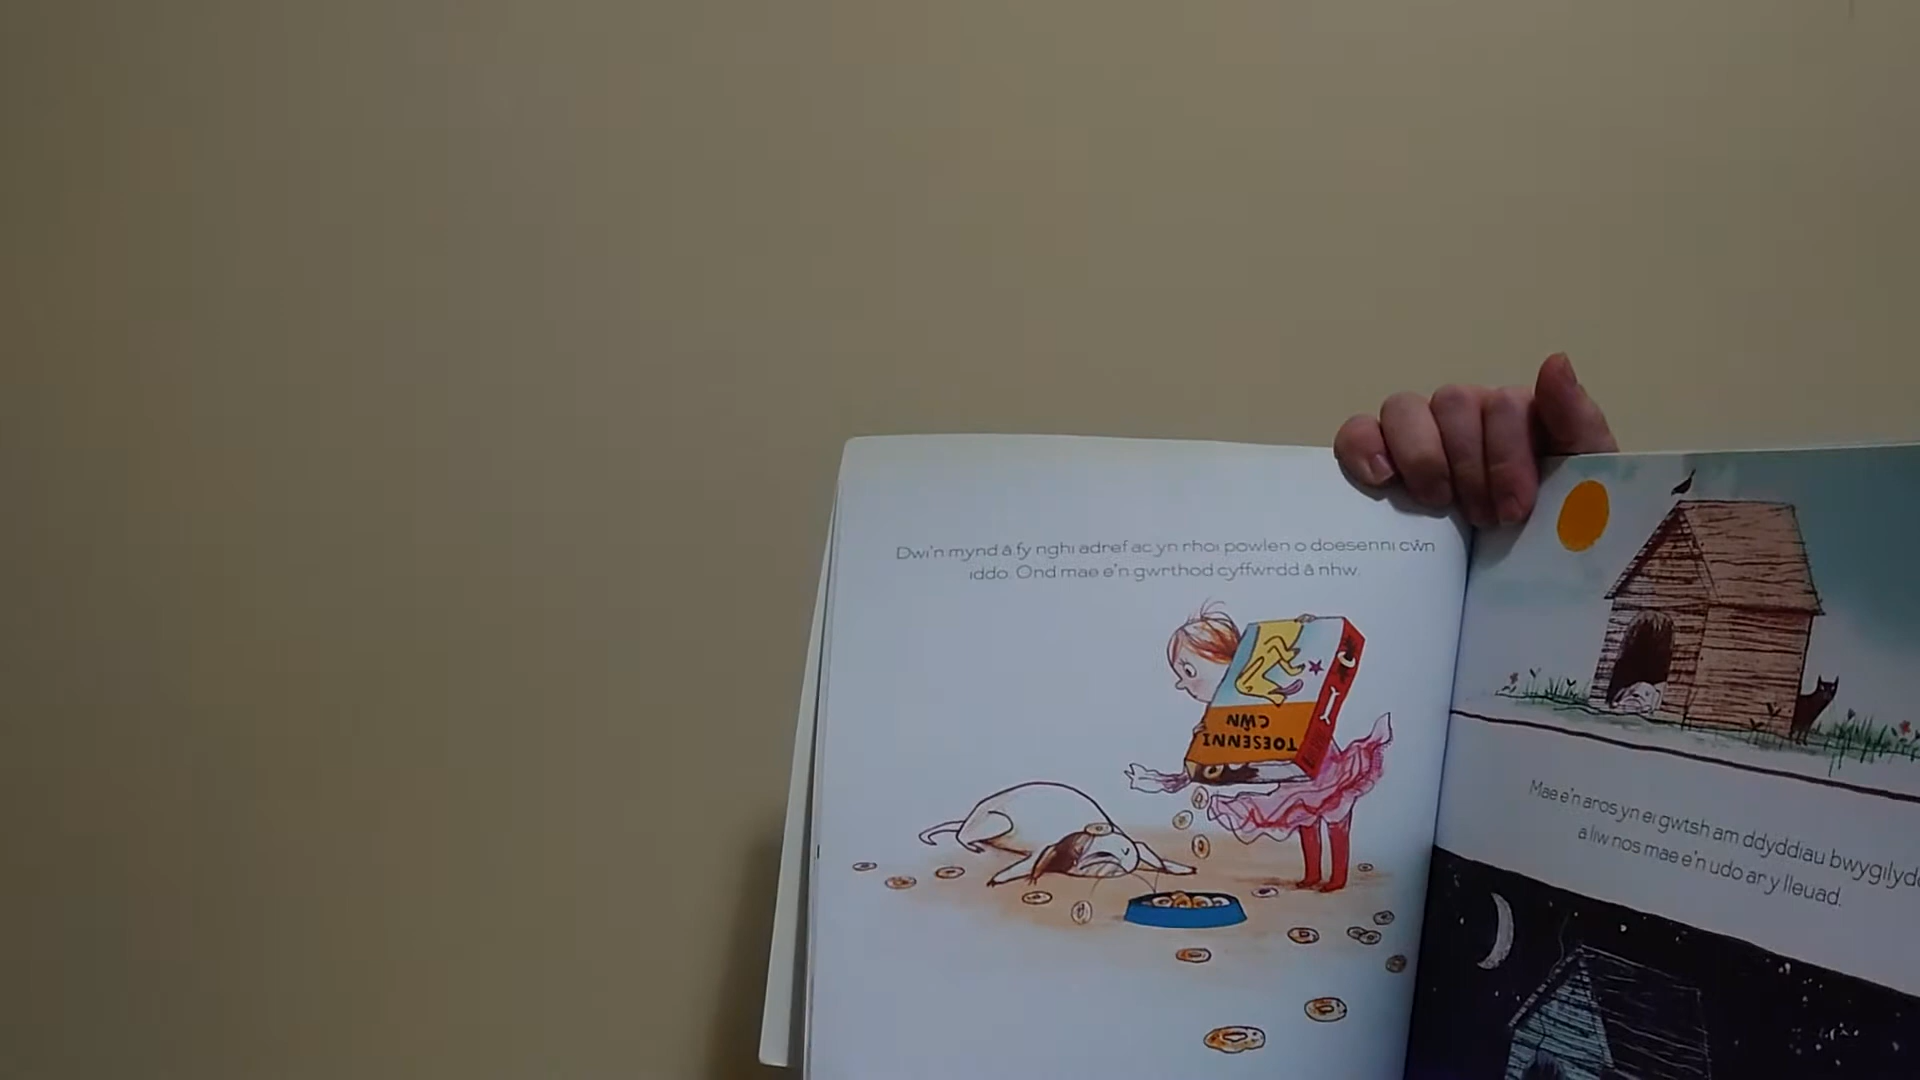 Dwi'n mynd â fy nghi adref ac yn rhoi powlen o doesenni cŵn
iddo. Ond mae e'n gwrthod cyffwrdd â nhw.
TOESENNI
CŴN
Mae e'n aros yn ei gwtsh am ddyddiau bwygilydd
a liw nos mae e'n udo ar y lleuad.